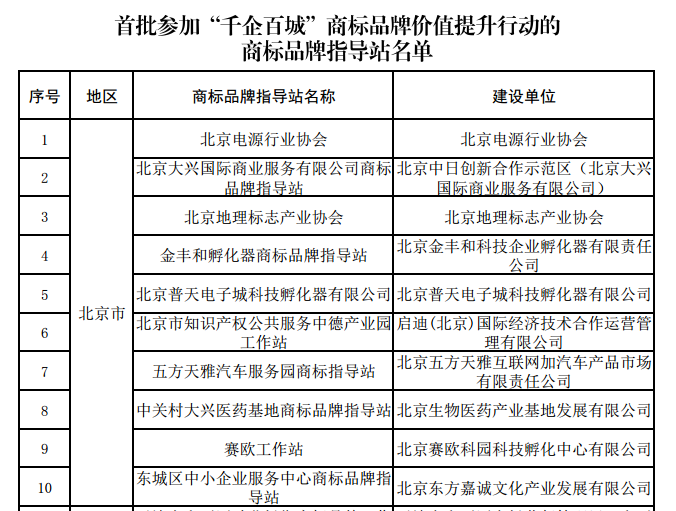 首批参加“千企百城”商标品牌价值提升行动的
商标品牌指导站名单
序号 地区 商标品牌指导站名称 建设单位
1 北京电源行业协会 北京电源行业协会
2 北京大兴国际商业服务有限公司商标 北京中日创新合作示范区（北京大兴
品牌指导站 国际商业服务有限公司）
3 北京地理标志产业协会 北京地理标志产业协会
4 金丰和孵化器商标品牌指导站 北京金丰和科技企业孵化器有限责任
公司
5 北京普天电子城科技孵化器有限公司 北京普天电子城科技孵化器有限公司
北京市
6 北京市知识产权公共服务中德产业园 启迪(北京)国际经济技术合作运营管
工作站 理有限公司
7 五方天雅汽车服务园商标指导站 北京五方天雅互联网加汽车产品市场
有限责任公司
8 中关村大兴医药基地商标品牌指导站 北京生物医药产业基地发展有限公司
9 赛欧工作站 北京赛欧科园科技孵化中心有限公司
10 东城区中小企业服务中心商标品牌指 北京东方嘉诚文化产业发展有限公司
导站